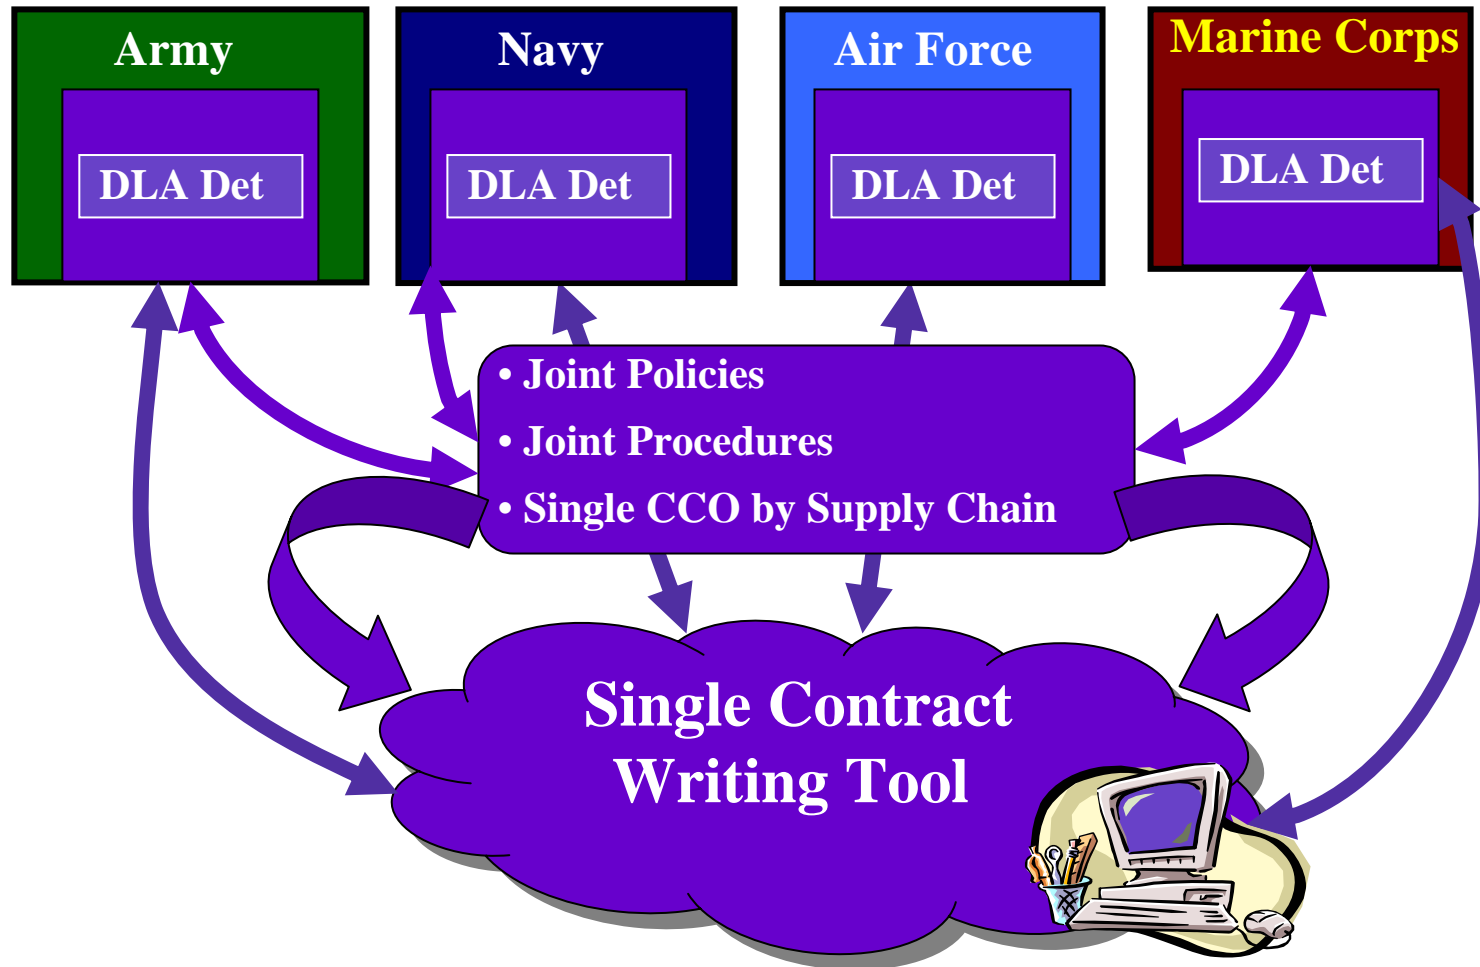 Army
Navy
Air Force
Marine Corps
DLA Det
DLA Det
DLA Det
DLA Det
• Joint Policies
• Joint Procedures
• Single CCO by Supply Chain
Single Contract
Writing Tool